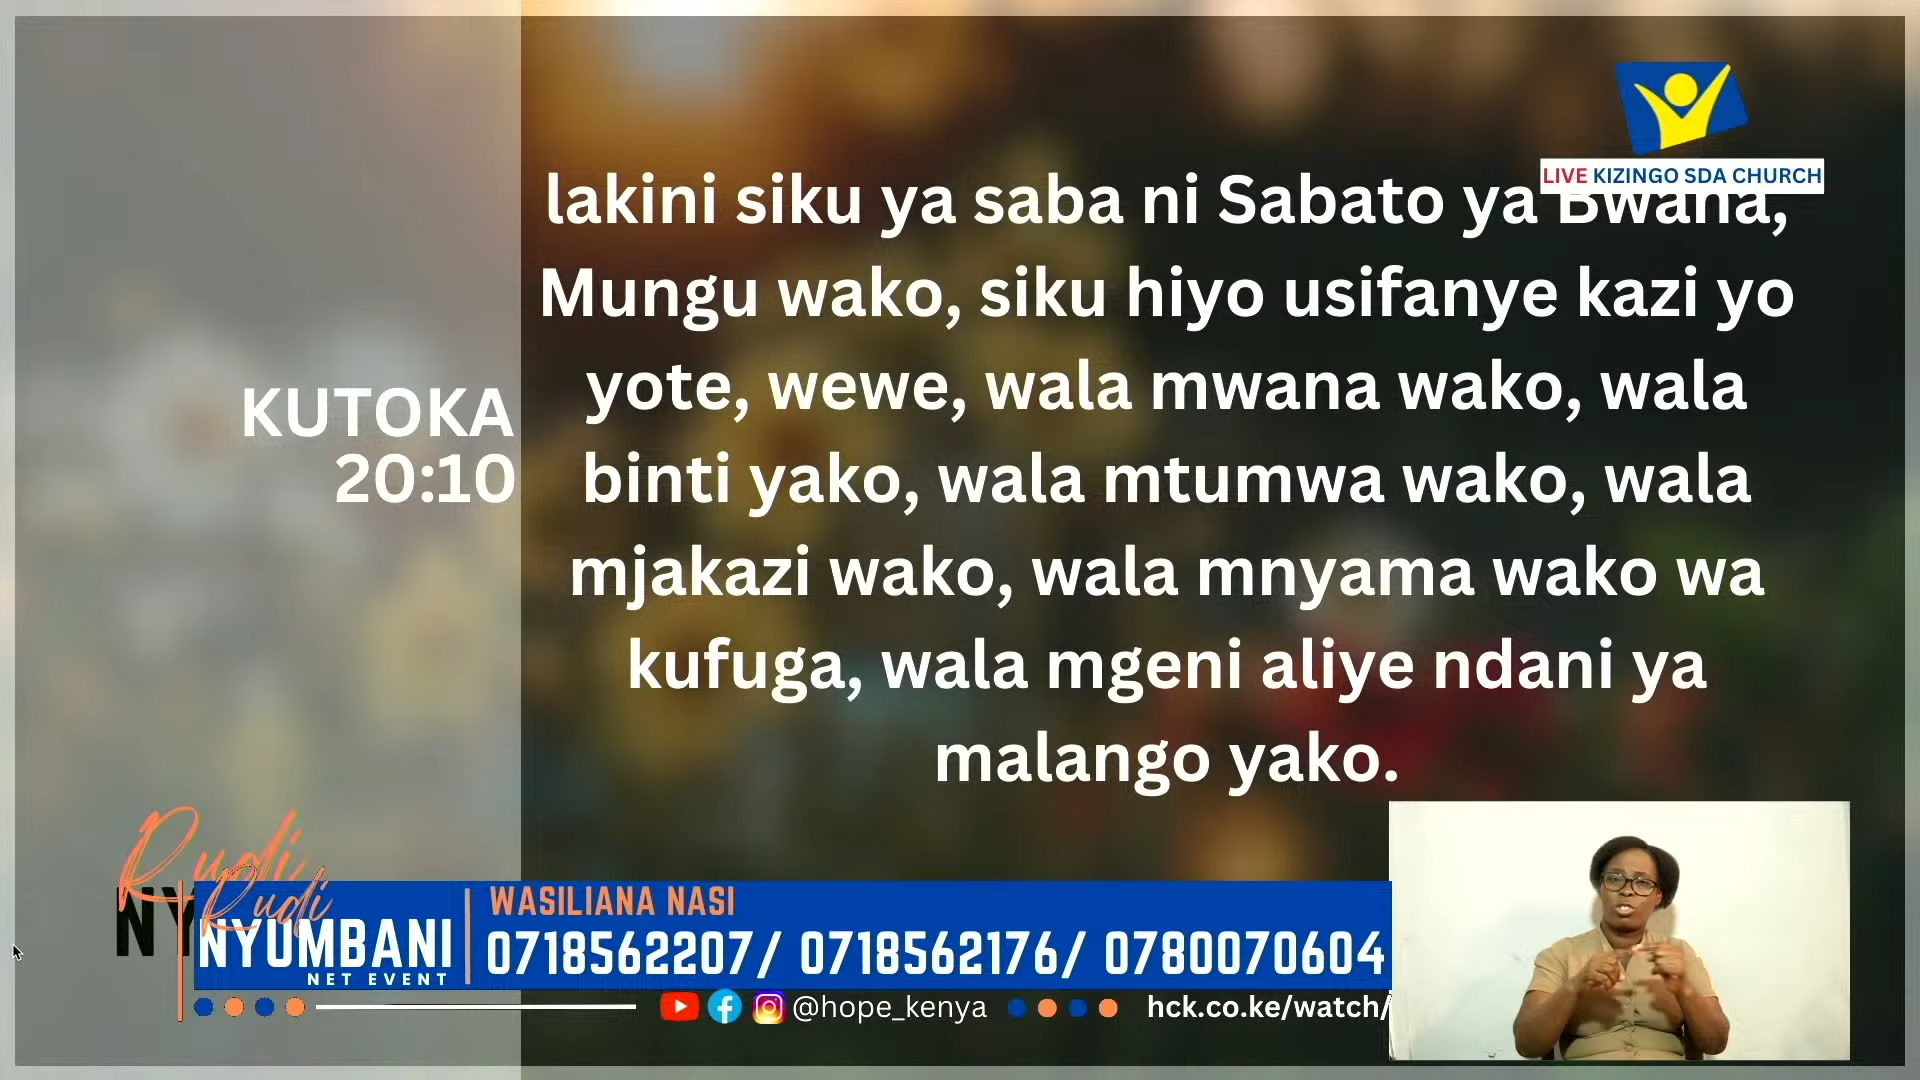 LIVE KIZINGO SDA CHURCH
lakini siku ya saba ni Sabato ya Bwana,
Mungu wako, siku hiyo usifanye kazi yo
yote, wewe, wala mwana wako, wala
binti yako, wala mtumwa wako, wala
mjakazi wako, wala mnyama wako wa
kufuga, wala mgeni aliye ndani ya
malango yako.
KUTOKA
20:10
Rudi
NY
Rudi
NYUMBANI
NET EVENT
WASILIANA NASI
0718562207/ 0718562176/ 0780070604
@hope_kenya
hck.co.ke/watch/